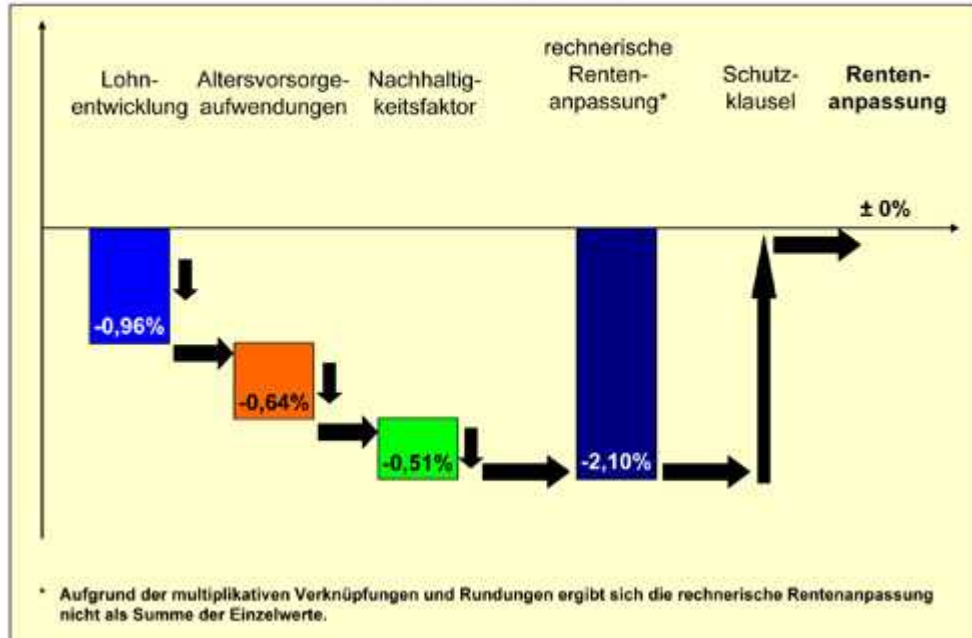 Lohn-
entwicklung
Altersvorsorge-
aufwendungen
Nachhaltig-
keitsfaktor
rechnerische
Renten-
anpassung*
Schutz-
klausel
Renten-
anpassung
± 0%
-0,96%
-0,64%
-0,51%
-2,10%
* Aufgrund der multiplikativen Verknüpfungen und Rundungen ergibt sich die rechnerische Rentenanpassung
nicht als Summe der Einzelwerte.